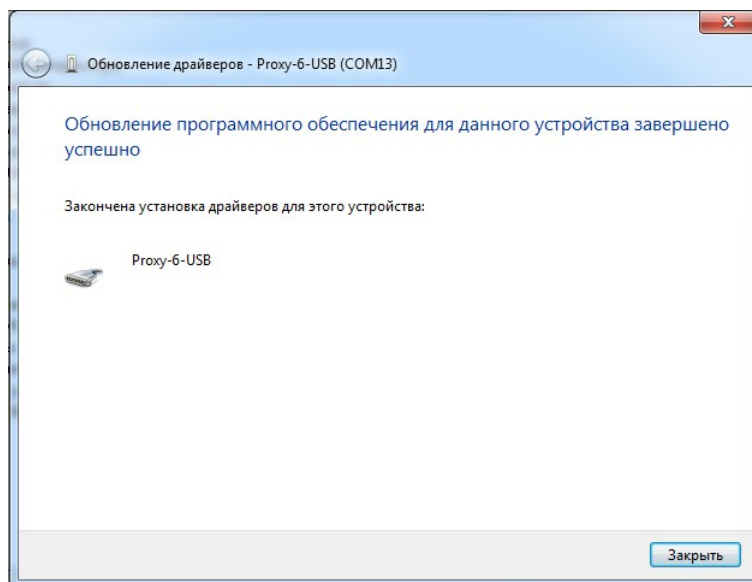 Обновление драйверов - Proxy-6-USB (COM13)
Обновление программного обеспечения для данного устройства завершено
успешно
Закончена установка драйверов для этого устройства:
Proxy-6-USB
Закрыть